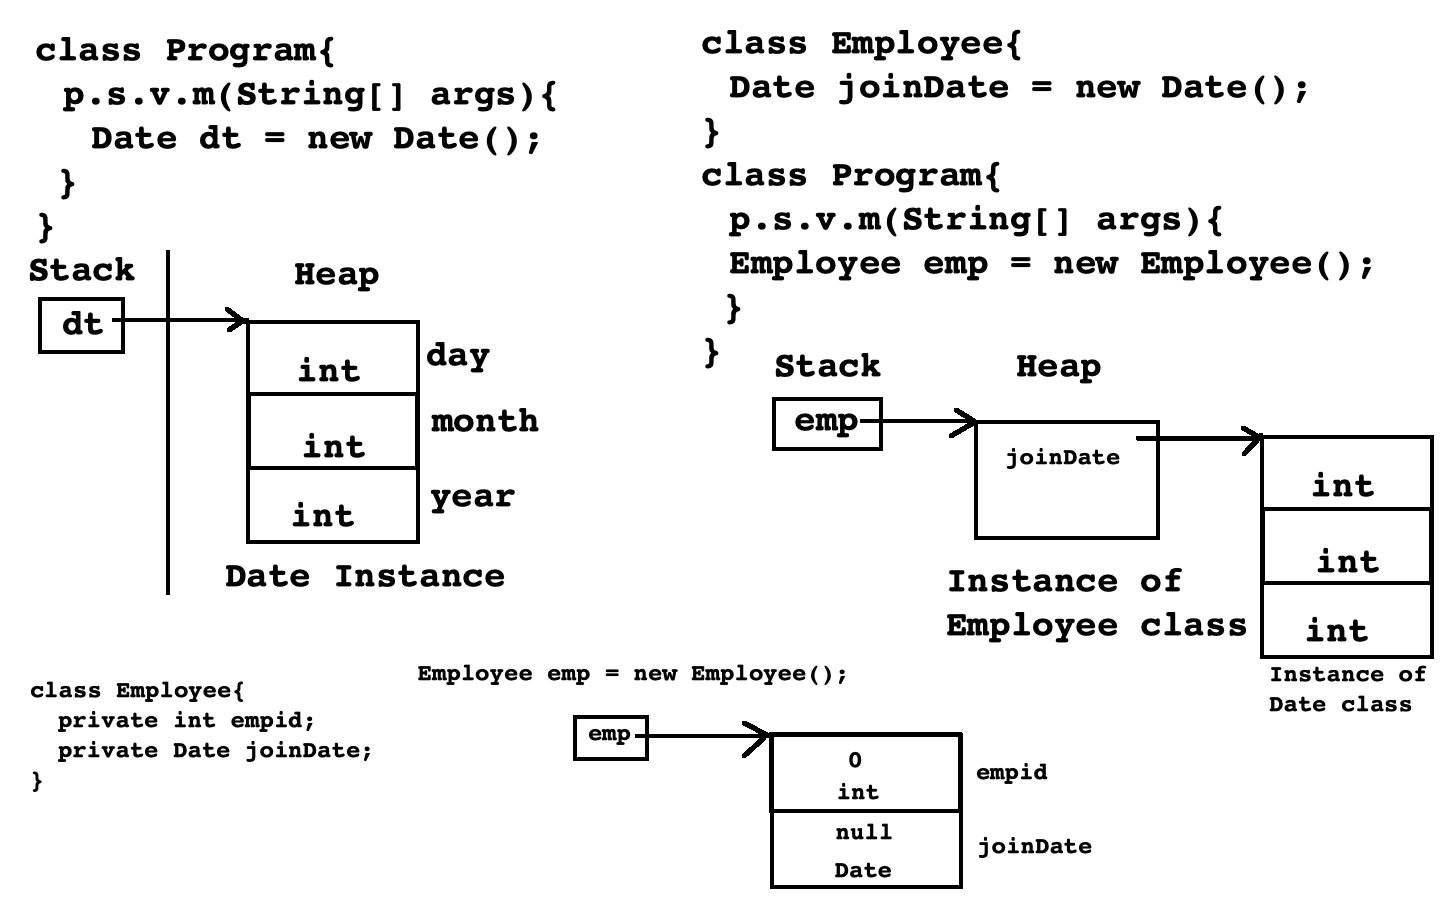 class Program{
p.s.v.m(String[] args){
Date dt = new Date();
}
}
Stack
Heap
dt
int
day
int
month
int
year
Date Instance
class Employee{
Date joinDate = new Date();
}
class Program{
p.s.v.m(String[] args){
Employee emp = new Employee();
}
}
Stack
Heap
emp
joinDate
int
int
int
Instance of
Employee class
Instance of
Date class
class Employee{
private int empid;
private Date joinDate;
}
Employee emp = new Employee();
emp
0
int
empid
null
Date
joinDate